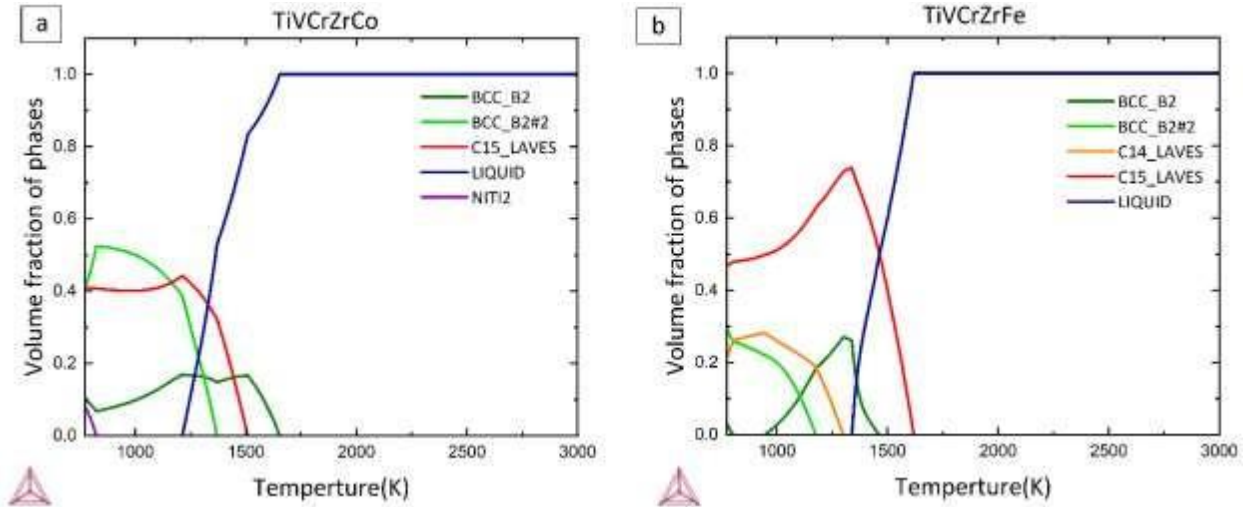 a
TiVCrZrCo
Volume fraction of phases
1.0
0.8
0.6
0.4
0.2
0.0
BCC_B2
BCC_B2#2
C15_LAVES
LIQUID
NITI2
1000 1500 2000 2500 3000
Temperture(K)
b
TiVCrZrFe
Volume fraction of phases
1.0
0.8
0.6
0.4
0.2
0.0
BCC_B2
BCC_B2#2
C14_LAVES
C15_LAVES
LIQUID
1000 1500 2000 2500 3000
Temperture(K)